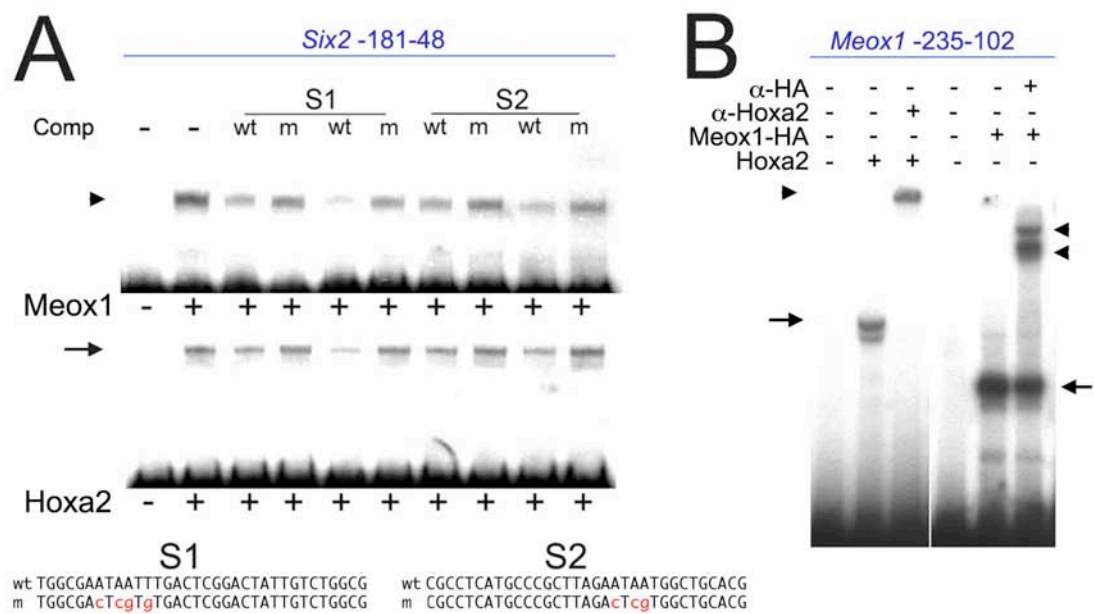 A
Six2 -181-48
S1 S2
Comp - - wt m wt m wt m wt m
Meox1 - + + + + + + + + +
Hoxa2 - + + + + + + + + +
S1
wt TGGCGAATAATTTGACTCGGACTATTGTCTGGCG
m TGGCGAcTcgTgTGACTCGGACTATTGTCTGGCG
S2
wt CGCCTCATGCCCGCTTAGAATAATGGCTGCACG
m CGCCTCATGCCCGCTTAGAcTcgTGGCTGCACG
B
Meox1 -235-102
α-HA - - - - - +
α-Hoxa2 - - + - - -
Meox1-HA - - - - + +
Hoxa2 - + + - - -